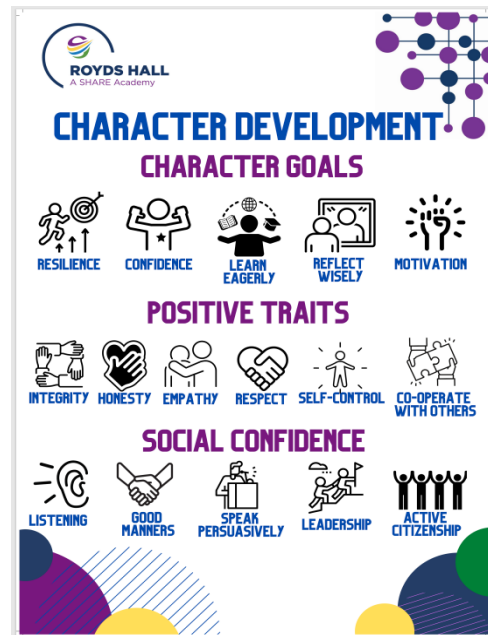 ROYDS HALL
A SHARE Academy
CHARACTER DEVELOPMENT
CHARACTER GOALS
RESILIENCE
CONFIDENCE
LEARN
EAGERLY
REFLECT
WISELY
MOTIVATION
POSITIVE TRAITS
INTEGRITY
HONESTY
EMPATHY
RESPECT
SELF-CONTROL
CO-OPERATE
WITH OTHERS
SOCIAL CONFIDENCE
LISTENING
GOOD
MANNERS
SPEAK
PERSUASIVELY
LEADERSHIP
ACTIVE
CITIZENSHIP